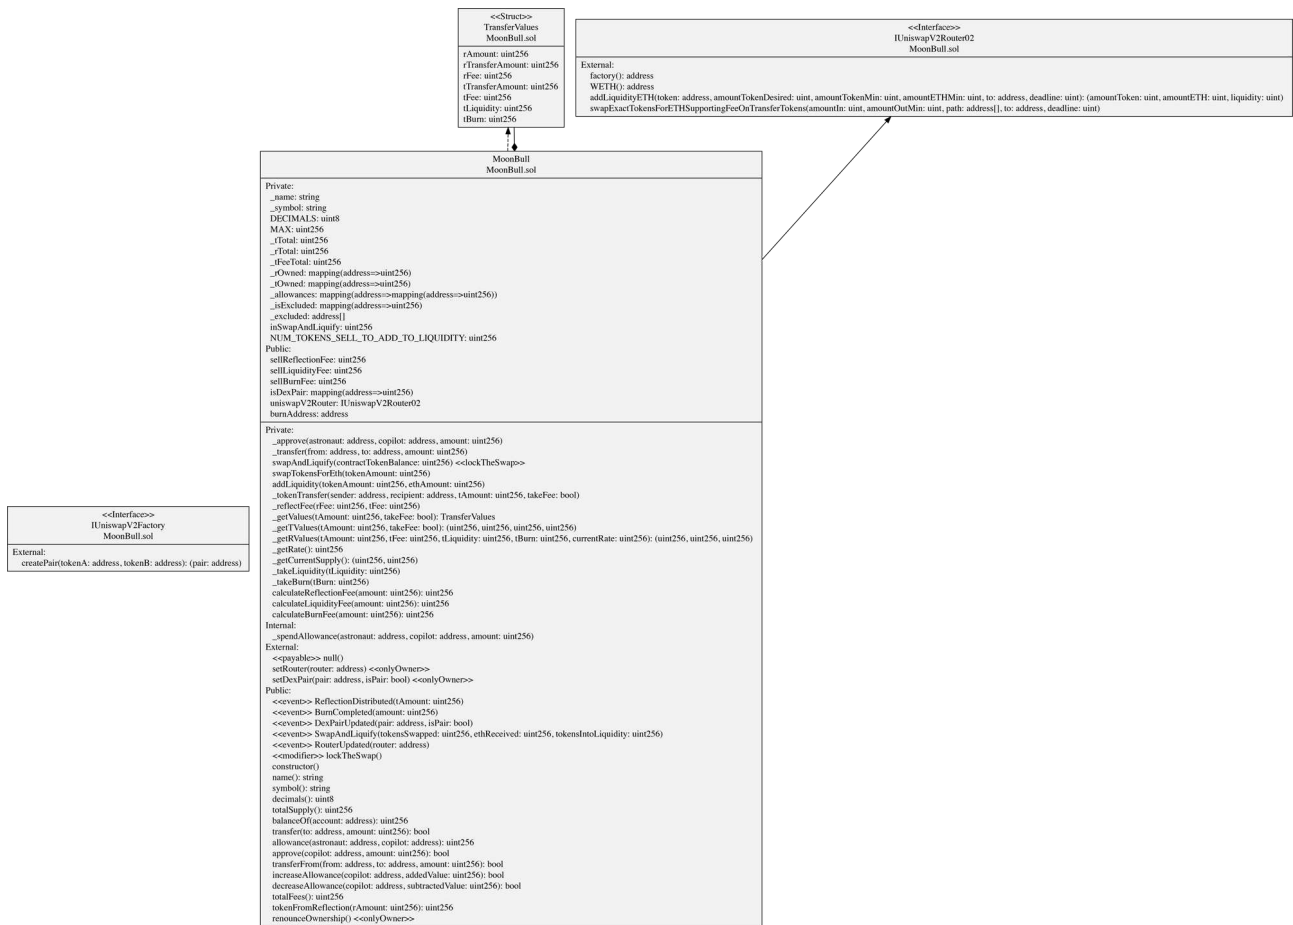 <<Struct>>
TransferValues
MoonBull.sol
rAmount: uint256
rTransferAmount: uint256
rFee: uint256
tTransferAmount: uint256
tFee: uint256
tLiquidity: uint256
tBurn: uint256
<<Interface>>
IUniswapV2Router02
MoonBull.sol
External:
factory(): address
WETH(): address
addLiquidityETH(token: address, amountTokenDesired: uint, amountTokenMin: uint, amountETHMin: uint, to: address, deadline: uint): (amountToken: uint, amountETH: uint, liquidity: uint)
swapExactTokensForETHSupportingFeeOnTransferTokens(amountIn: uint, amountOutMin: uint, path: address[], to: address, deadline: uint)
MoonBull
MoonBull.sol
Private:
_name: string
_symbol: string
DECIMALS: uint8
MAX: uint256
_tTotal: uint256
_rTotal: uint256
_tFeeTotal: uint256
_rOwned: mapping(address=>uint256)
_tOwned: mapping(address=>uint256)
_allowances: mapping(address=>mapping(address=>uint256))
_isExcluded: mapping(address=>uint256)
_excluded: address[]
inSwapAndLiquify: uint256
NUM_TOKENS_SELL_TO_ADD_TO_LIQUIDITY: uint256
Public:
sellReflectionFee: uint256
sellLiquidityFee: uint256
sellBurnFee: uint256
isDexPair: mapping(address=>uint256)
uniswapV2Router: IUniswapV2Router02
burnAddress: address
Private:
_approve(astronaut: address, copilot: address, amount: uint256)
_transfer(from: address, to: address, amount: uint256)
swapAndLiquify(contractTokenBalance: uint256) <<lockTheSwap>>
swapTokensForEth(tokenAmount: uint256)
addLiquidity(tokenAmount: uint256, ethAmount: uint256)
_tokenTransfer(sender: address, recipient: address, tAmount: uint256, takeFee: bool)
_reflectFee(rFee: uint256, tFee: uint256)
_getValues(tAmount: uint256, takeFee: bool): TransferValues
_getTValues(tAmount: uint256, takeFee: bool): (uint256, uint256, uint256, uint256)
_getRValues(tAmount: uint256, tFee: uint256, tLiquidity: uint256, tBurn: uint256, currentRate: uint256): (uint256, uint256, uint256)
_getRate(): uint256
_getCurrentSupply(): (uint256, uint256)
_takeLiquidity(tLiquidity: uint256)
_takeBurn(tBurn: uint256)
calculateReflectionFee(amount: uint256): uint256
calculateLiquidityFee(amount: uint256): uint256
calculateBurnFee(amount: uint256): uint256
Internal:
_spendAllowance(astronaut: address, copilot: address, amount: uint256)
External:
<<payable>> null()
setRouter(router: address) <<onlyOwner>>
setDexPair(pair: address, isPair: bool) <<onlyOwner>>
Public:
<<event>> ReflectionDistributed(tAmount: uint256)
<<event>> BurnCompleted(amount: uint256)
<<event>> DexPairUpdated(pair: address, isPair: bool)
<<event>> SwapAndLiquify(tokensSwapped: uint256, ethReceived: uint256, tokensIntoLiquidity: uint256)
<<event>> RouterUpdated(router: address)
<<modifier>> lockTheSwap()
constructor()
name(): string
symbol(): string
decimals(): uint8
totalSupply(): uint256
balanceOf(account: address): uint256
transfer(to: address, amount: uint256): bool
allowance(astronaut: address, copilot: address): uint256
approve(copilot: address, amount: uint256): bool
transferFrom(from: address, to: address, amount: uint256): bool
increaseAllowance(copilot: address, addedValue: uint256): bool
decreaseAllowance(copilot: address, subtractedValue: uint256): bool
totalFees(): uint256
tokenFromReflection(rAmount: uint256): uint256
renounceOwnership() <<onlyOwner>>
<<Interface>>
IUniswapV2Factory
MoonBull.sol
External:
createPair(tokenA: address, tokenB: address): (pair: address)